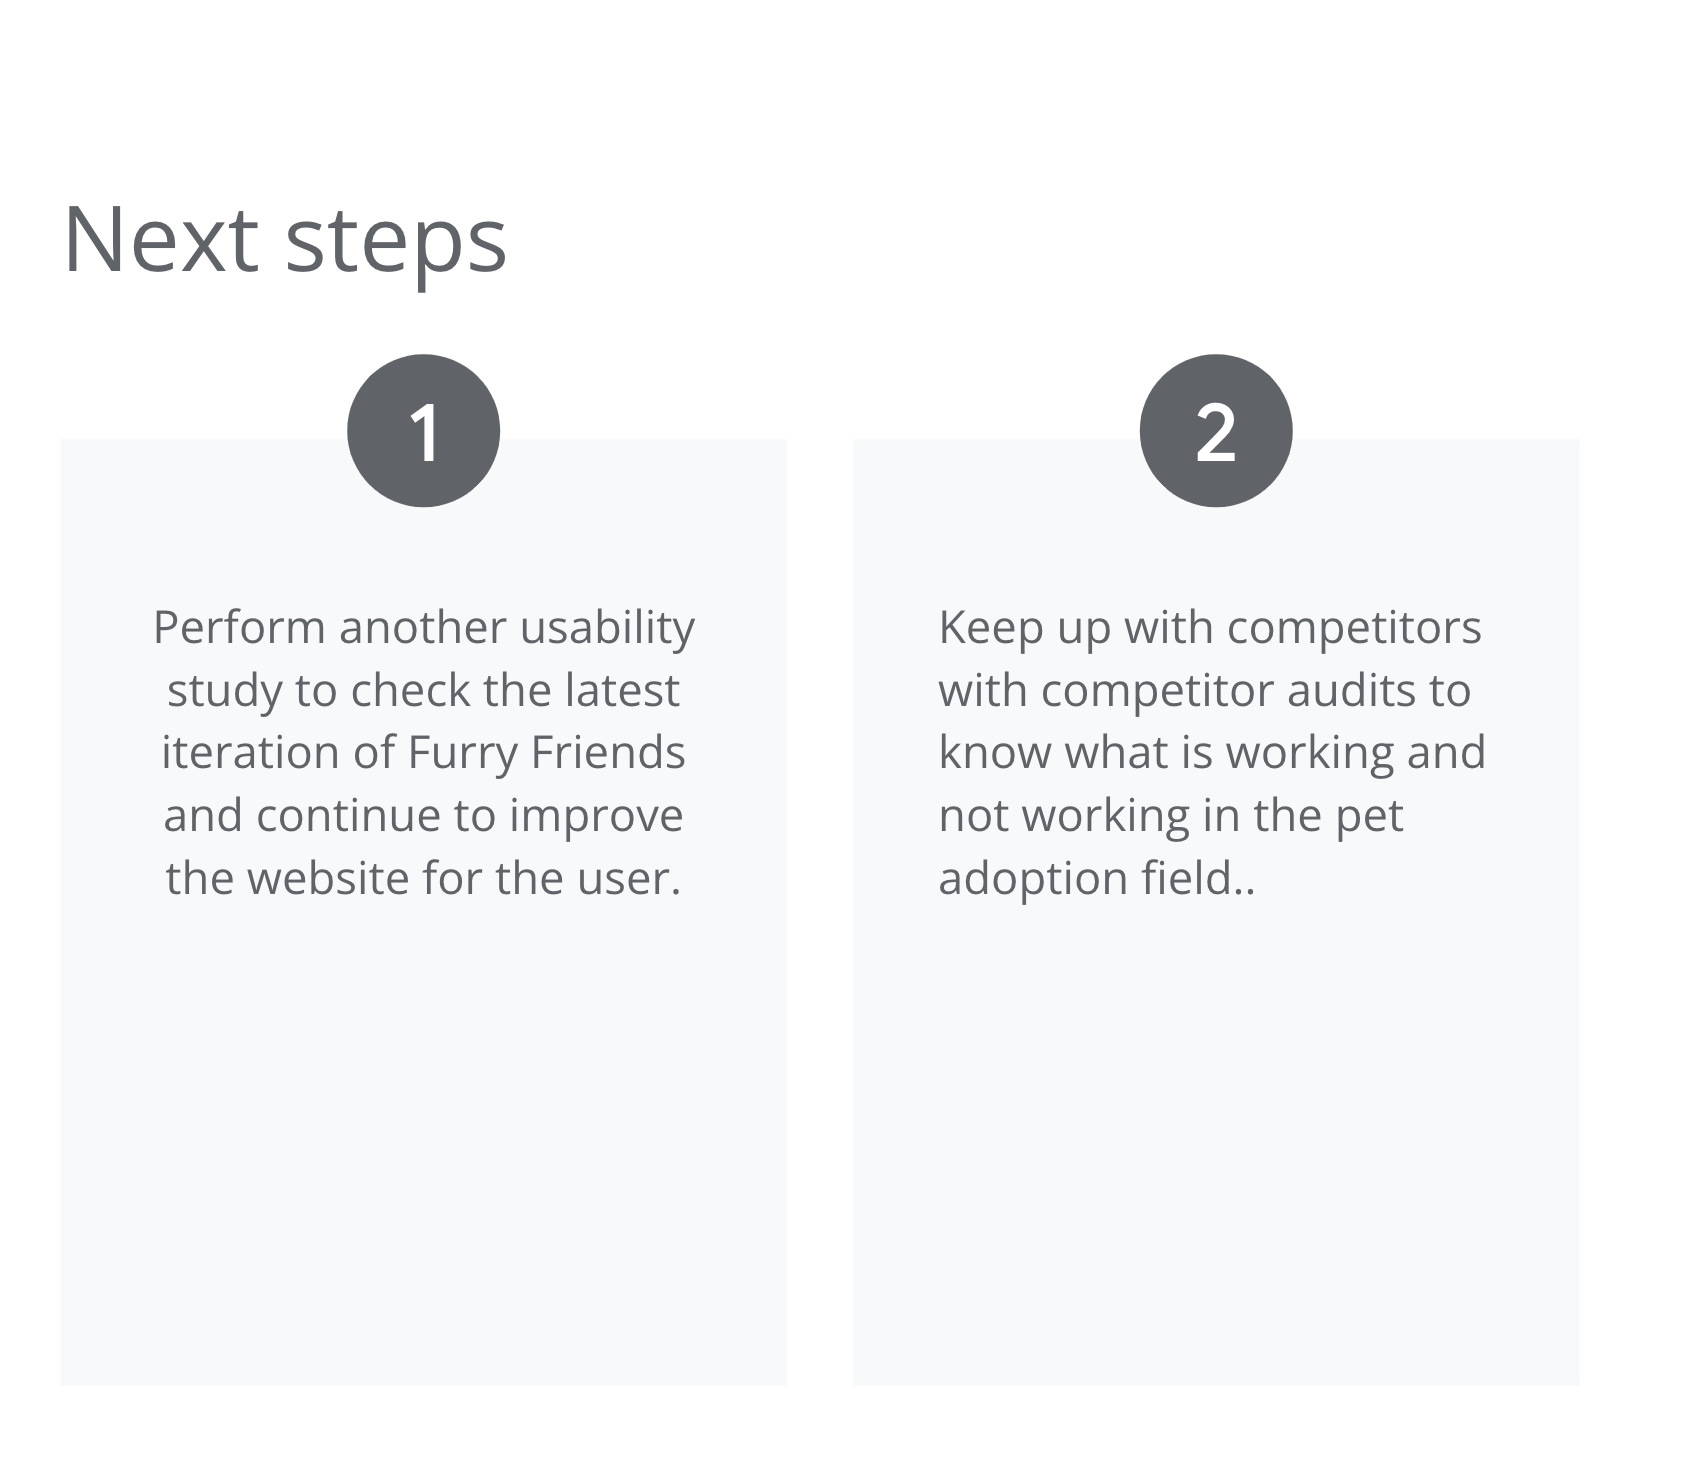 Next steps
1
Perform another usability
study to check the latest
iteration of Furry Friends
and continue to improve
the website for the user.
2
Keep up with competitors
with competitor audits to
know what is working and
not working in the pet
adoption field..